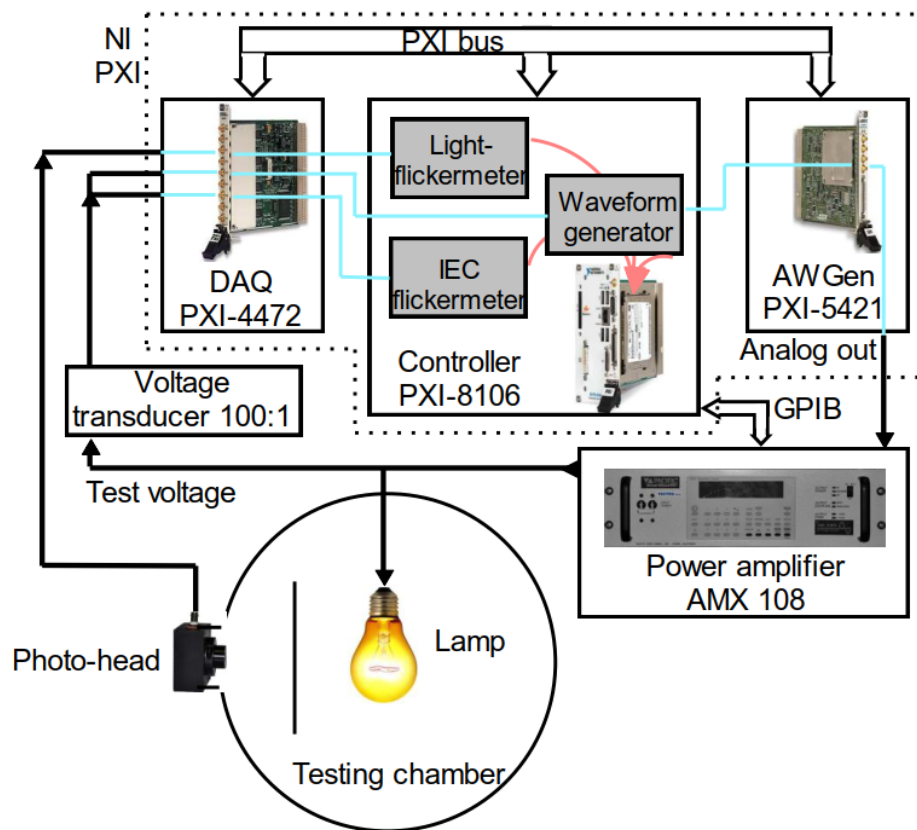 NI
PXI
PXI bus
Light-
flickermeter
Waveform
generator
IEC
flickermeter
DAQ
PXI-4472
Controller
PXI-8106
AWGen
PXI-5421
Analog out
Voltage
transducer 100:1
GPIB
Test voltage
Power amplifier
AMX 108
Lamp
Photo-head
Testing chamber